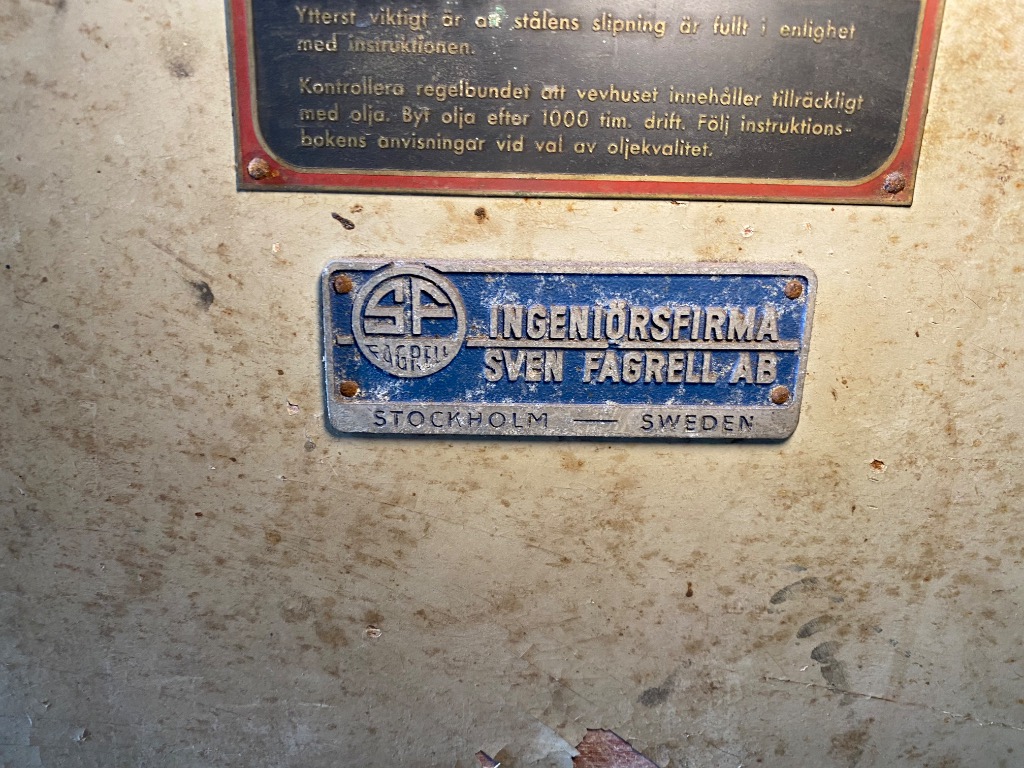 Ytterst viktigt är att stålens slipning är fullt i enlighet
med instruktionen.
Kontrollera regelbundet att vevhuset innehåller tillräckligt
med olja. Byt olja efter 1000 tim. drift. Följ instruktions-
bokens anvisningar vid val av oljekvalitet.
SF
FAGRELL
INGENIÖRSFIRMA
SVEN FAGRELL AB
STOCKHOLM — SWEDEN